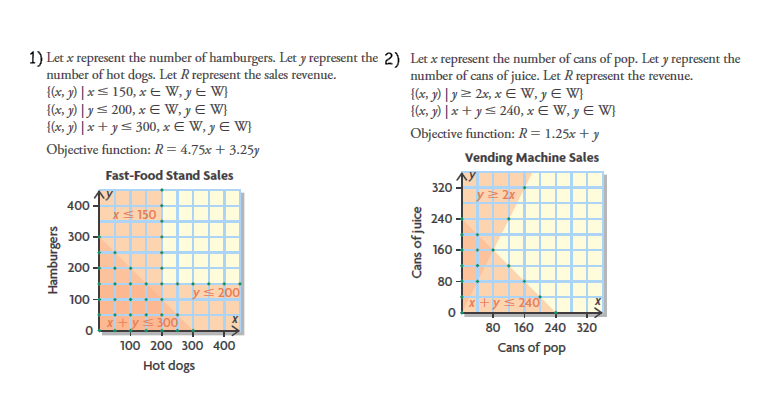 1) Let x represent the number of hamburgers. Let y represent the
number of hot dogs. Let R represent the sales revenue.
{(x, y) | x ≤ 150, x ∈ W, y ∈ W}
{(x, y) | y ≤ 200, x ∈ W, y ∈ W}
{(x, y) | x + y ≤ 300, x ∈ W, y ∈ W}
Objective function: R = 4.75x + 3.25y
Fast-Food Stand Sales
y
400
x ≤ 150
300
Hamburgers
200
y ≤ 200
100
x + y ≤ 300
x
0
100 200 300 400
Hot dogs
2) Let x represent the number of cans of pop. Let y represent the
number of cans of juice. Let R represent the revenue.
{(x, y) | y ≥ 2x, x ∈ W, y ∈ W}
{(x, y) | x + y ≤ 240, x ∈ W, y ∈ W}
Objective function: R = 1.25x + y
Vending Machine Sales
y
320
y ≥ 2x
240
Cans of juice
160
80
x + y ≤ 240
x
0
80 160 240 320
Cans of pop